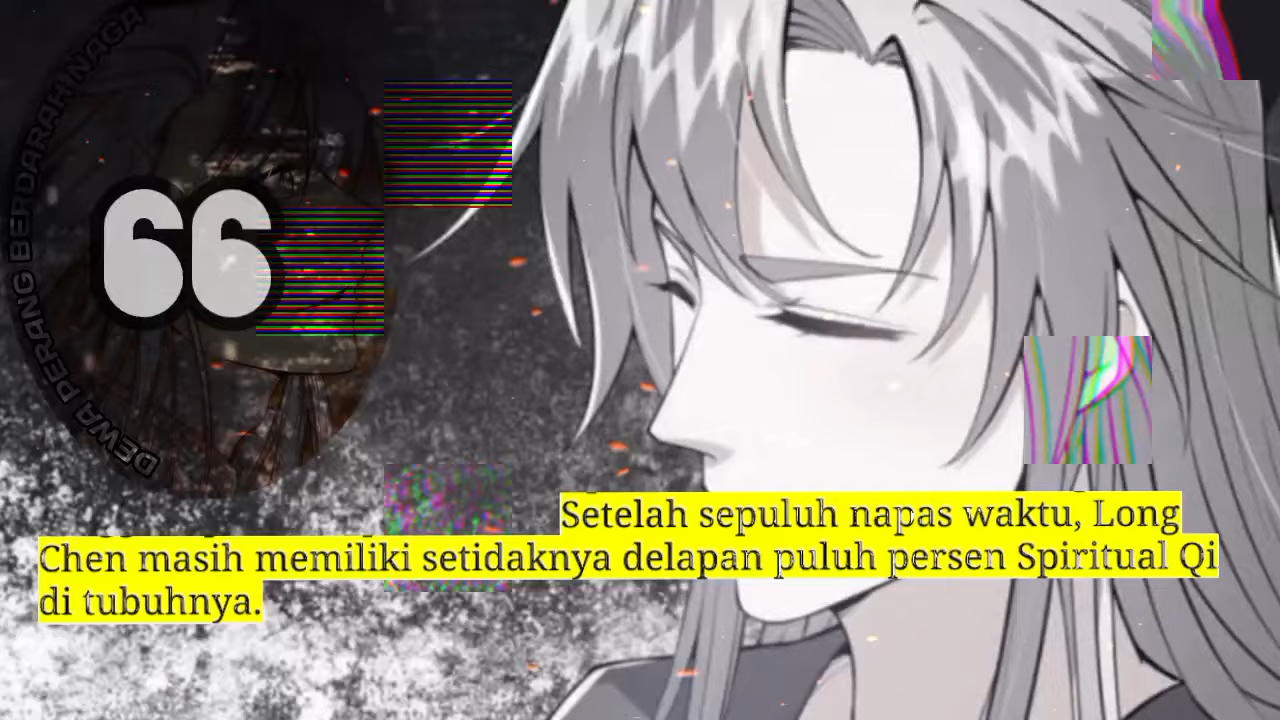 DEWA PERANG BERDARAH NAGA
66
Setelah sepuluh napas waktu, Long
Chen masih memiliki setidaknya delapan puluh persen Spiritual Qi
di tubuhnya.